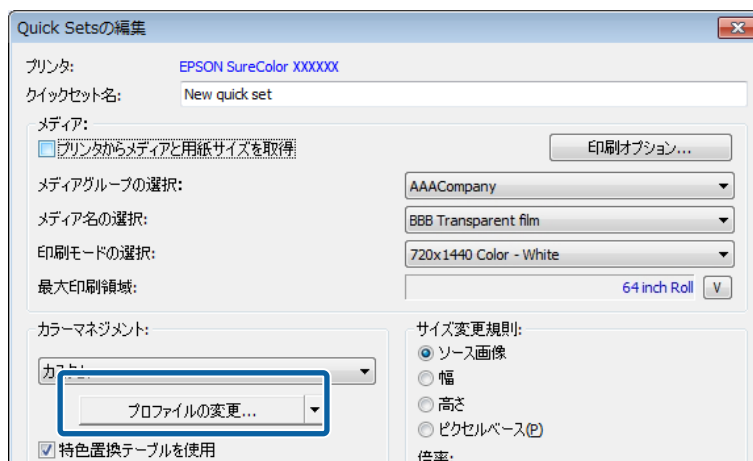 Quick Setsの編集
プリンタ: EPSON SureColor XXXXXX
クイックセット名: New quick set
メディア:
プリンタからメディアと用紙サイズを取得
印刷オプション...
メディアグループの選択: AAACompany
メディア名の選択: BBB Transparent film
印刷モードの選択: 720x1440 Color - White
最大印刷領域: 64 inch Roll V
カラーマネジメント:
プロファイルの変更...
特色置換テーブルを使用
サイズ変更規則:
ソース画像
幅
高さ
ピクセルベース(P)
倍率: